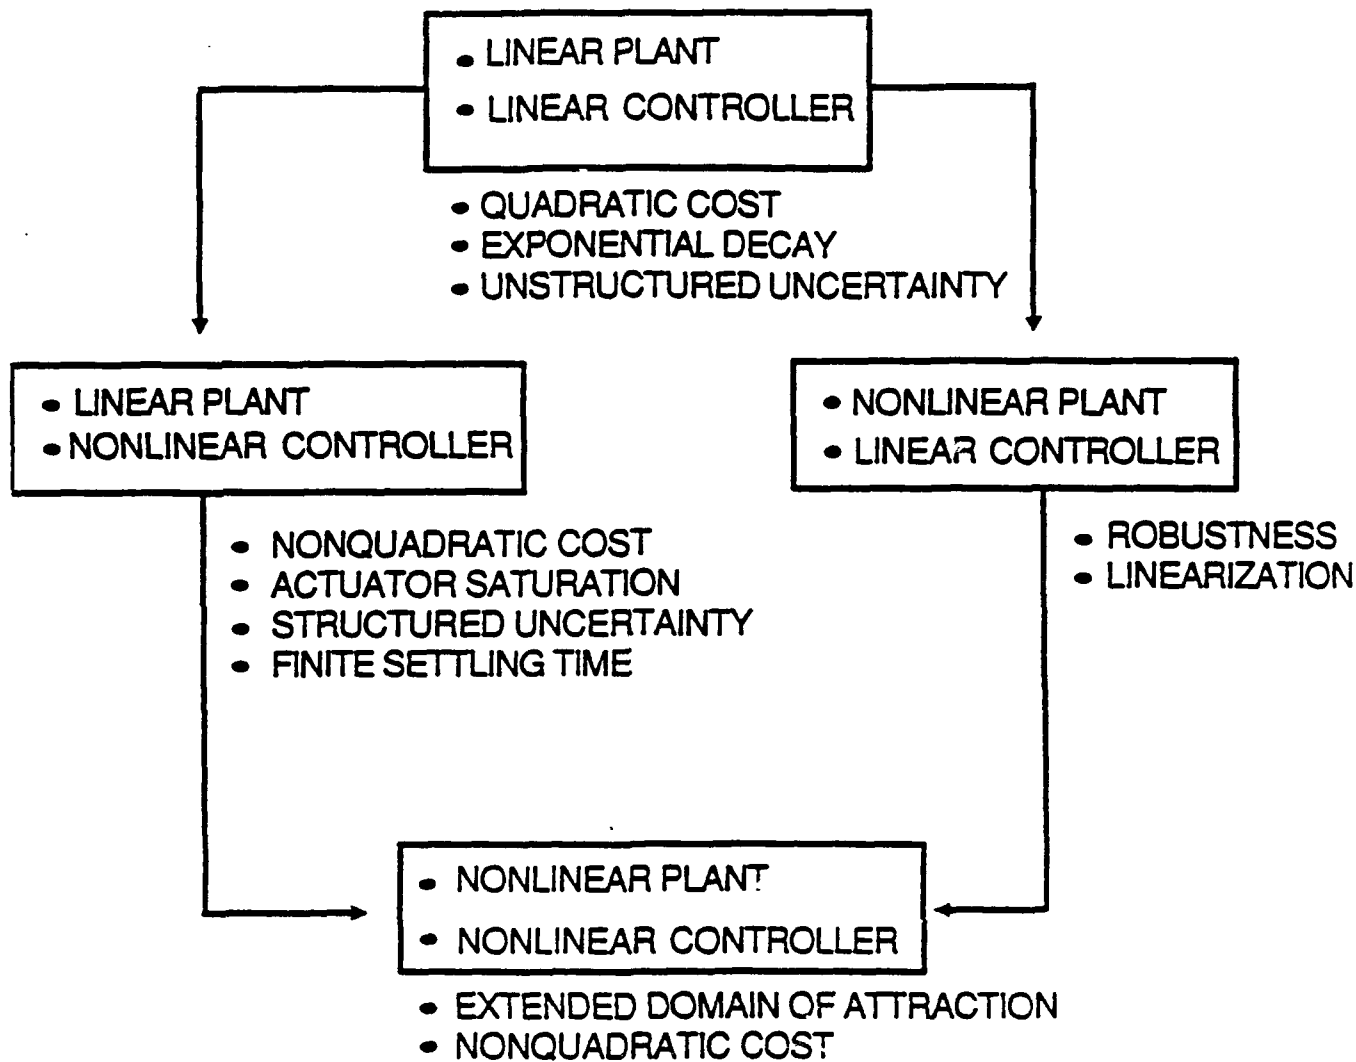 • LINEAR PLANT
• LINEAR CONTROLLER
• QUADRATIC COST
• EXPONENTIAL DECAY
• UNSTRUCTURED UNCERTAINTY
• LINEAR PLANT
• NONLINEAR CONTROLLER
• NONLINEAR PLANT
• LINEAR CONTROLLER
• NONQUADRATIC COST
• ACTUATOR SATURATION
• STRUCTURED UNCERTAINTY
• FINITE SETTLING TIME
• ROBUSTNESS
• LINEARIZATION
• NONLINEAR PLANT
• NONLINEAR CONTROLLER
• EXTENDED DOMAIN OF ATTRACTION
• NONQUADRATIC COST